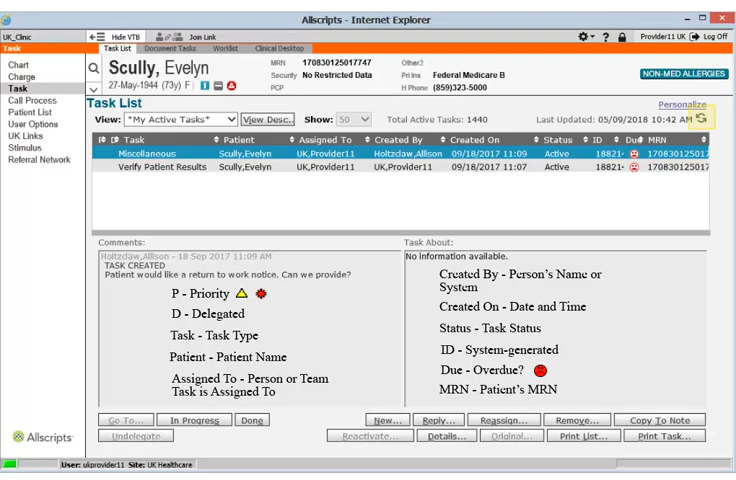 Allscripts - Internet Explorer
UK_Clinic
Hide VTB
Join Link
Provider11 UK
Log Off
Task
Task List
Document Tasks
Worklist
Clinical Desktop
Chart
Charge
Task
Call Process
Patient List
User Options
UK Links
Stimulus
Referral Network
Scully, Evelyn
27-May-1944 (73y) F
MRN 170830125017747
Security No Restricted Data
PCP
Other2
Pri Ins Federal Medicare B
H Phone (859)323-5000
NON-MED ALLERGIES
Task List
Personalize
View: *My Active Tasks*
View Desc..
Show: 50
Total Active Tasks: 1440
Last Updated: 05/09/2018 10:42 AM
Task Patient Assigned To Created By Created On Status ID Due MRN
Miscellaneous Scully,Evelyn UK,Provider11 Holtzclaw,Allison 09/18/2017 11:09 Active 18821 170830125017
Verify Patient Results Scully,Evelyn UK,Provider11 UK,Provider11 09/18/2017 11:07 Active 18821 170830125017
Comments:
Holtzclaw,Allison - 18 Sep 2017 11:09 AM
TASK CREATED
Patient would like a return to work notice. Can we provide?
P - Priority
D - Delegated
Task - Task Type
Patient - Patient Name
Assigned To - Person or Team
Task is Assigned To
Task About:
No information available.
Created By - Person's Name or
System
Created On - Date and Time
Status - Task Status
ID - System-generated
Due - Overdue?
MRN - Patient's MRN
Go To...
In Progress
Done
New...
Reply...
Reassign...
Remove...
Copy To Note
Undelegate
Reactivate...
Details...
Original...
Print List...
Print Task...
Allscripts
User: ukprovider11 Site: UK Healthcare